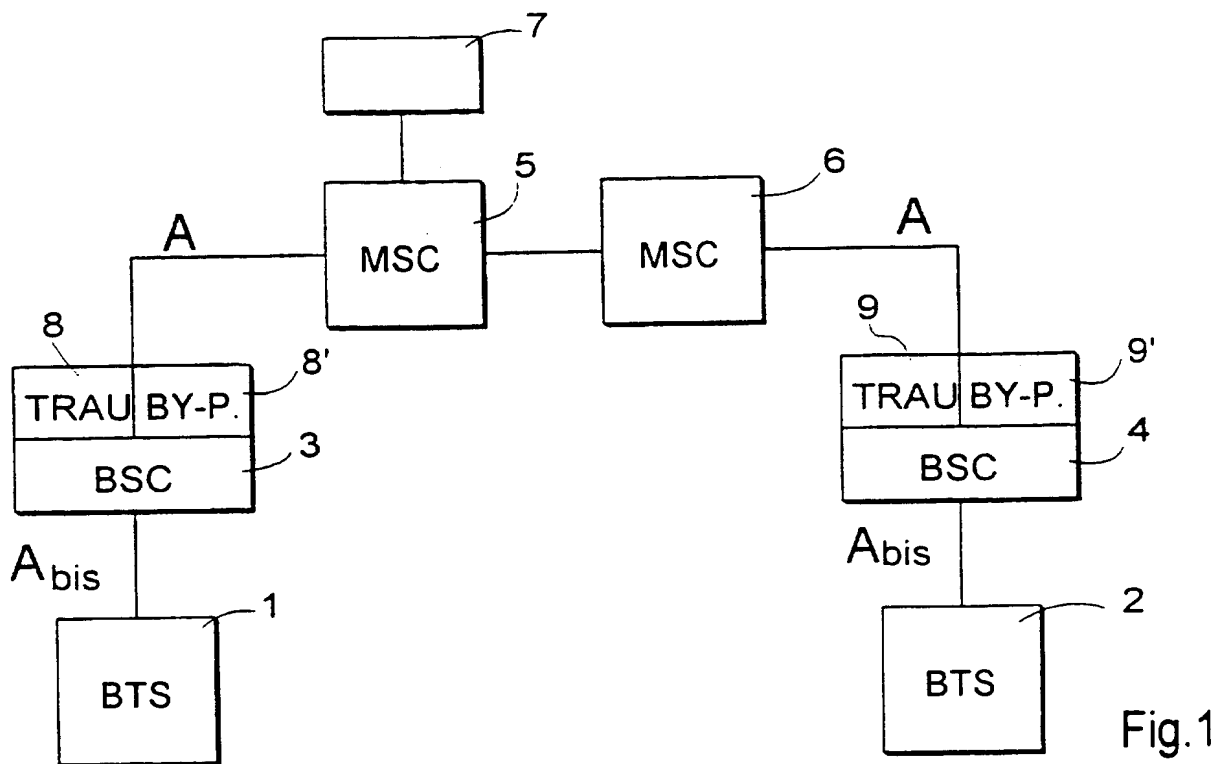 7
5
6
A
MSC
MSC
A
8
8'
9
9'
TRAU BY-P.
TRAU BY-P.
3
4
BSC
BSC
Abis
Abis
1
2
BTS
BTS
Fig.1